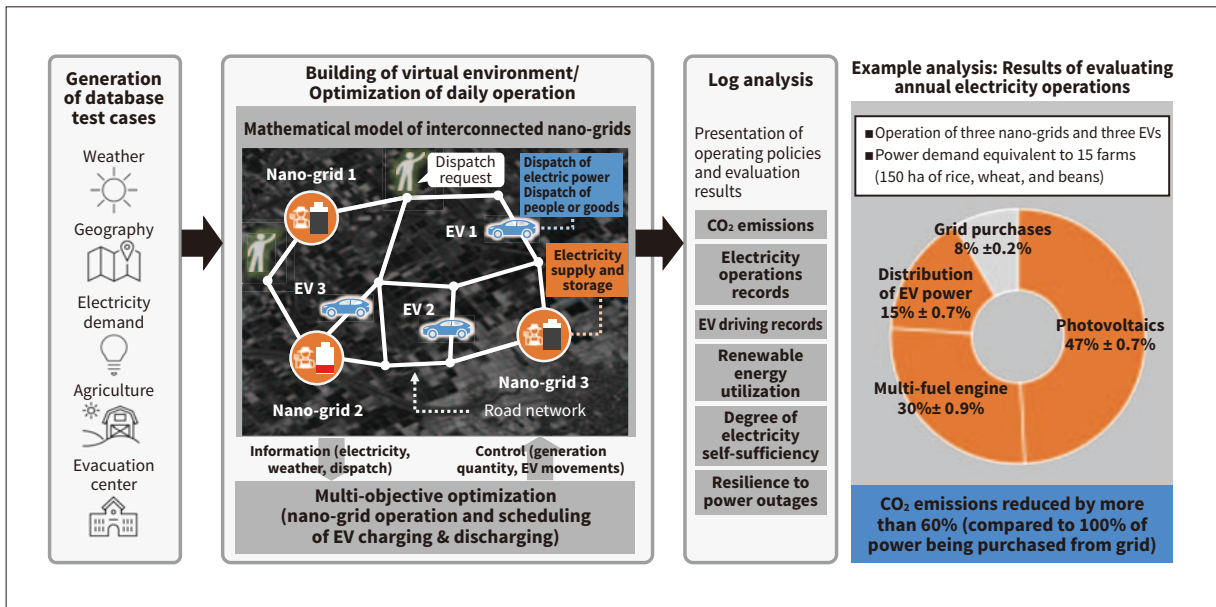 Generation
of database
test cases
Weather
Geography
Electricity
demand
Agriculture
Evacuation
center
Building of virtual environment/
Optimization of daily operation
Mathematical model of interconnected nano-grids
Nano-grid 1
Dispatch
request
Dispatch of
electric power
Dispatch of
people or goods
EV 1
Electricity
supply and
storage
EV 3
EV 2
Nano-grid 3
Nano-grid 2
Road network
Information (electricity,
weather, dispatch)
Control (generation
quantity, EV movements)
Multi-objective optimization
(nano-grid operation and scheduling
of EV charging & discharging)
Log analysis
Presentation of
operating policies
and evaluation
results
CO₂ emissions
Electricity
operations
records
EV driving records
Renewable
energy
utilization
Degree of
electricity
self-sufficiency
Resilience to
power outages
Example analysis: Results of evaluating
annual electricity operations
■Operation of three nano-grids and three EVs
■Power demand equivalent to 15 farms
(150 ha of rice, wheat, and beans)
Grid purchases
8% ±0.2%
Distribution
of EV power
15% ± 0.7%
Photovoltaics
47% ± 0.7%
Multi-fuel engine
30%± 0.9%
CO₂ emissions reduced by more
than 60% (compared to 100% of
power being purchased from grid)